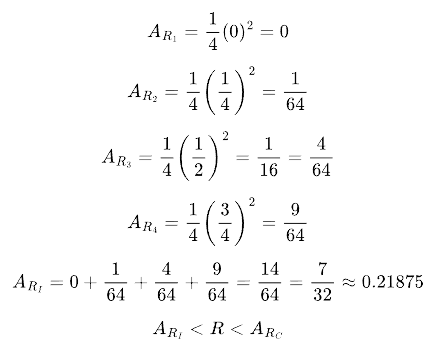 A_{R_1} = \frac{1}{4}(0)^2 = 0
A_{R_2} = \frac{1}{4}\left(\frac{1}{4}\right)^2 = \frac{1}{64}
A_{R_3} = \frac{1}{4}\left(\frac{1}{2}\right)^2 = \frac{1}{16} = \frac{4}{64}
A_{R_4} = \frac{1}{4}\left(\frac{3}{4}\right)^2 = \frac{9}{64}
A_{R_I} = 0 + \frac{1}{64} + \frac{4}{64} + \frac{9}{64} = \frac{14}{64} = \frac{7}{32} ≈ 0.21875
A_{R_I} < R < A_{R_C}